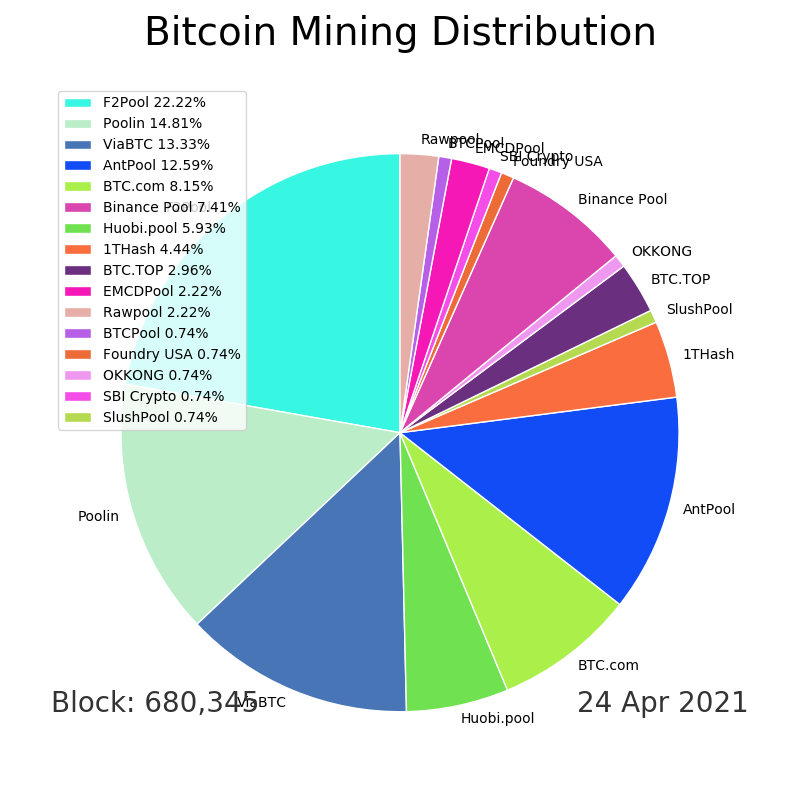 Bitcoin Mining Distribution
F2Pool 22.22%
Poolin 14.81%
ViaBTC 13.33%
AntPool 12.59%
BTC.com 8.15%
Binance Pool 7.41%
Huobi.pool 5.93%
1THash 4.44%
BTC.TOP 2.96%
EMCDPool 2.22%
Rawpool 2.22%
BTCPool 0.74%
Foundry USA 0.74%
OKKONG 0.74%
SBI Crypto 0.74%
SlushPool 0.74%
Rawpool
BTCPool
EMCDPool
SBI Crypto
Foundry USA
Binance Pool
OKKONG
BTC.TOP
SlushPool
1THash
AntPool
BTC.com
Huobi.pool
ViaBTC
Poolin
Block: 680,345
24 Apr 2021